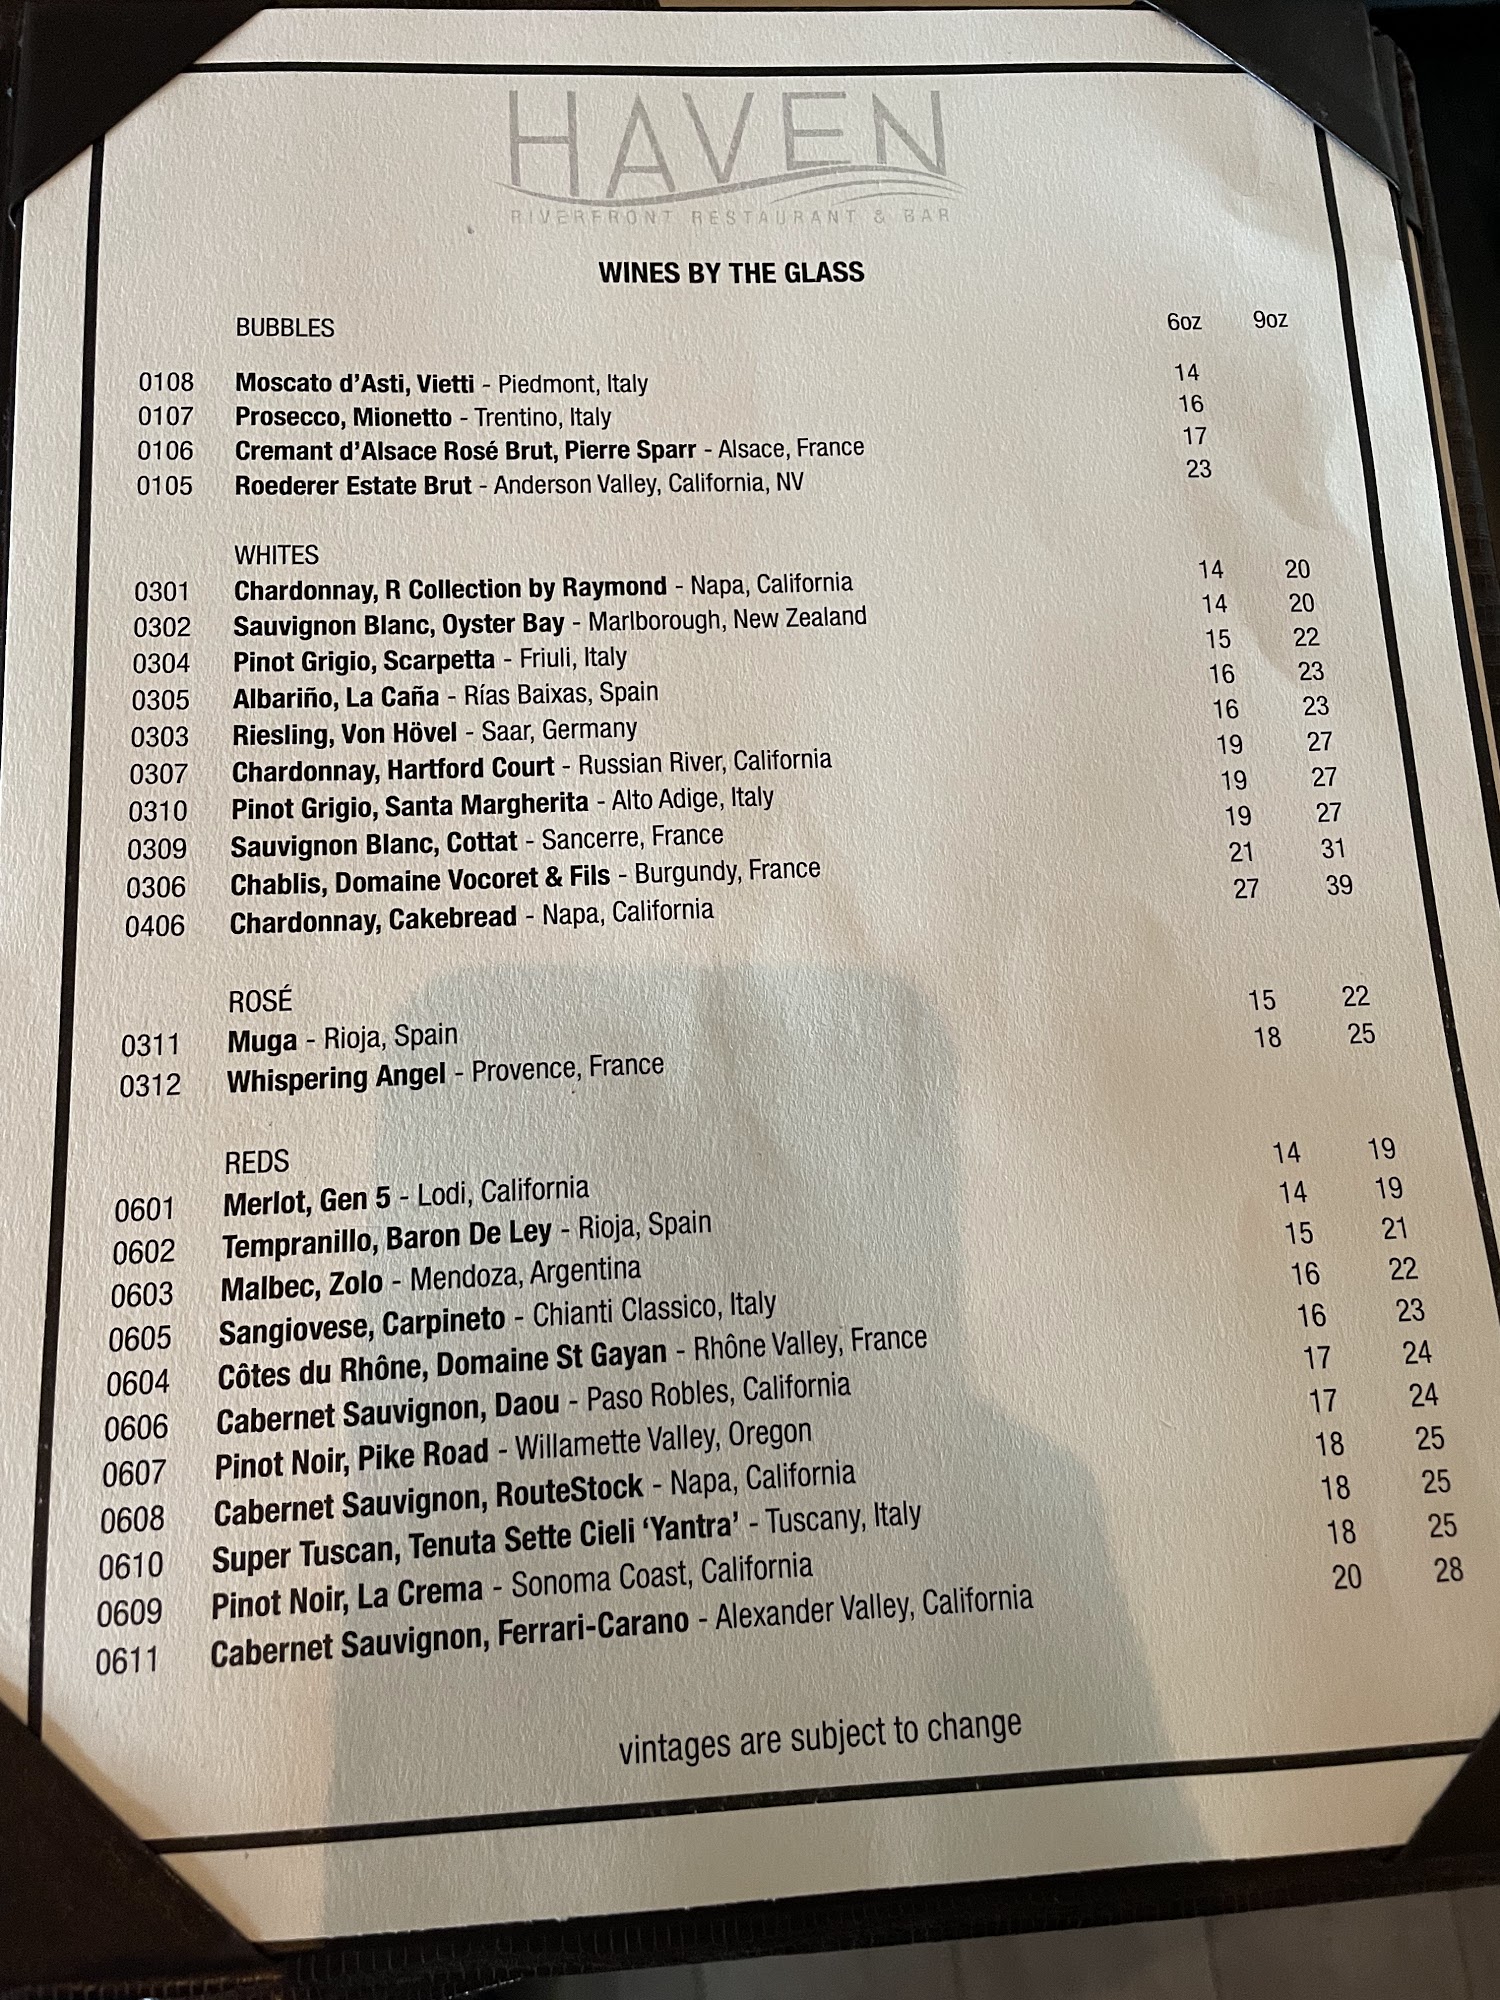 HAVEN
RIVERFRONT RESTAURANT & BAR
WINES BY THE GLASS
BUBBLES 6oz 9oz
0108 Moscato d'Asti, Vietti - Piedmont, Italy 14
0107 Prosecco, Mionetto - Trentino, Italy 16
0106 Cremant d'Alsace Rosé Brut, Pierre Sparr - Alsace, France 17
0105 Roederer Estate Brut - Anderson Valley, California, NV 23
WHITES
0301 Chardonnay, R Collection by Raymond - Napa, California 14 20
0302 Sauvignon Blanc, Oyster Bay - Marlborough, New Zealand 14 20
0304 Pinot Grigio, Scarpetta - Friuli, Italy 15 22
0305 Albariño, La Caña - Rías Baixas, Spain 16 23
0303 Riesling, Von Hövel - Saar, Germany 16 23
0307 Chardonnay, Hartford Court - Russian River, California 19 27
0310 Pinot Grigio, Santa Margherita - Alto Adige, Italy 19 27
0309 Sauvignon Blanc, Cottat - Sancerre, France 19 27
0306 Chablis, Domaine Vocoret & Fils - Burgundy, France 21 31
0406 Chardonnay, Cakebread - Napa, California 27 39
ROSÉ
0311 Muga - Rioja, Spain 15 22
0312 Whispering Angel - Provence, France 18 25
REDS
0601 Merlot, Gen 5 - Lodi, California 14 19
0602 Tempranillo, Baron De Ley - Rioja, Spain 14 19
0603 Malbec, Zolo - Mendoza, Argentina 15 21
0605 Sangiovese, Carpineto - Chianti Classico, Italy 16 22
0604 Côtes du Rhône, Domaine St Gayan - Rhône Valley, France 16 23
0606 Cabernet Sauvignon, Daou - Paso Robles, California 17 24
0607 Pinot Noir, Pike Road - Willamette Valley, Oregon 17 24
0608 Cabernet Sauvignon, RouteStock - Napa, California 18 25
0610 Super Tuscan, Tenuta Sette Cieli 'Yantra' - Tuscany, Italy 18 25
0609 Pinot Noir, La Crema - Sonoma Coast, California 18 25
0611 Cabernet Sauvignon, Ferrari-Carano - Alexander Valley, California 20 28
vintages are subject to change